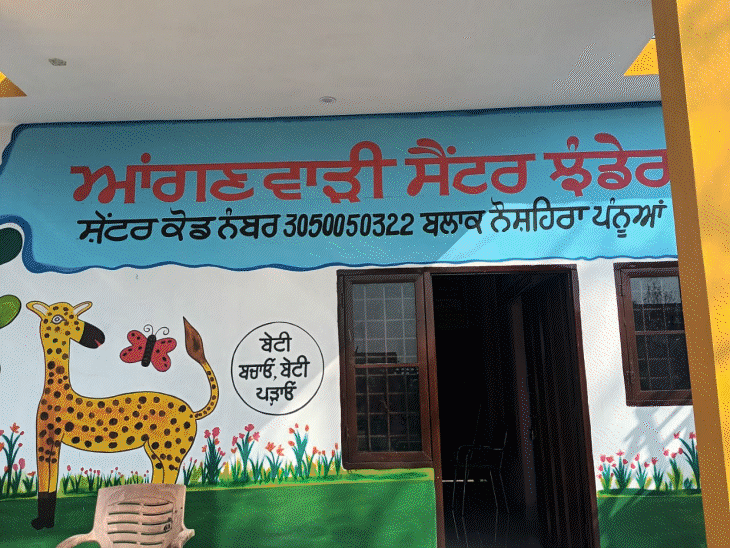 ਆਂਗਣਵਾੜੀ ਸੈਂਟਰ ਝੰਡੇਰ
ਸ਼ੇਂਟਰ ਕੋਡ ਨੰਬਰ 3050050322 ਬਲਾਕ ਨੌਸ਼ਹਿਰਾ ਪੰਨੂਆਂ
ਬੇਟੀ
ਬਚਾਓਂ, ਬੇਟੀ
ਪੜਾਓਂ